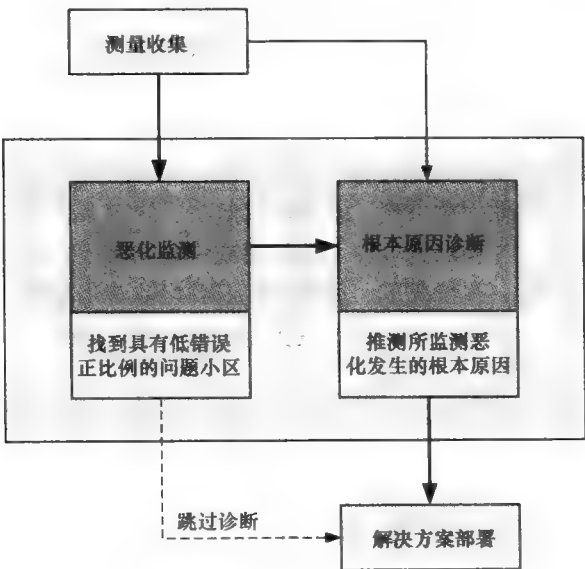 测量收集
恶化监测
根本原因诊断
找到具有低错误
正比例的问题小区
推测所监测恶
化发生的根本原因
跳过诊断
解决方案部署